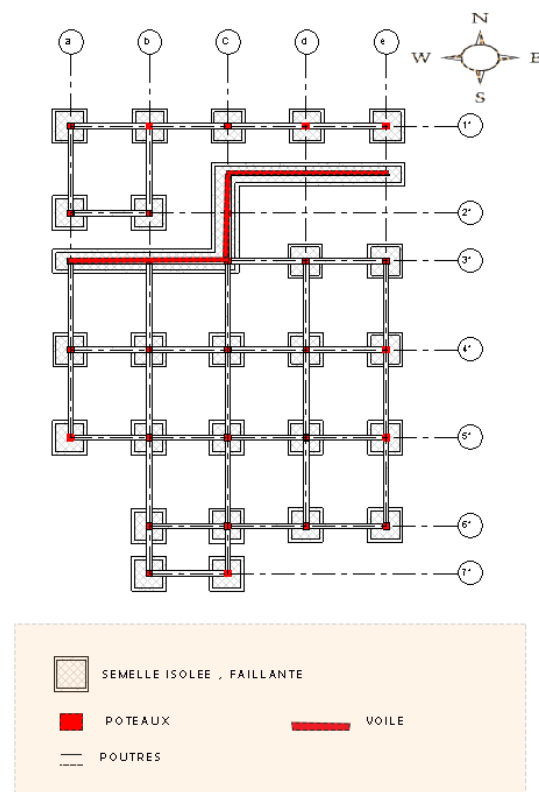 N
a b C d e
W E
S
1"
2"
3"
4"
5"
6"
7"
SEMELLE ISOLEE , FAILLANTE
POTEAUX VOILE
POUTRES